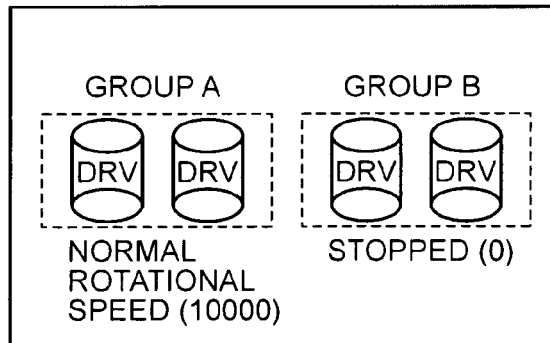 GROUP A
DRV DRV
NORMAL
ROTATIONAL
SPEED (10000)
GROUP B
DRV DRV
STOPPED (0)